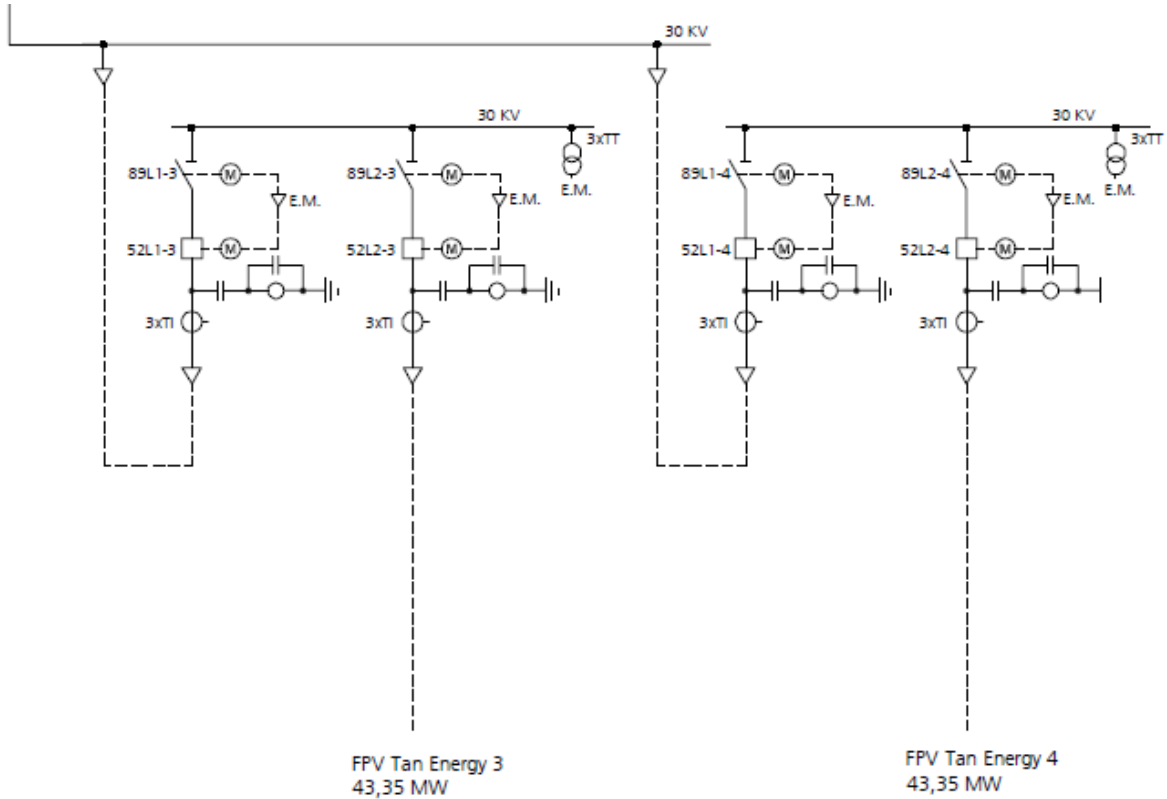 30 KV
30 KV
3xTT
30 KV
3xTT
89L1-3
M
89L2-3
M
E.M.
89L1-4
M
89L2-4
M
E.M.
E.M.
E.M.
E.M.
E.M.
52L1-3
M
52L2-3
M
52L1-4
M
52L2-4
M
3xTI
3xTI
3xTI
3xTI
FPV Tan Energy 3
43,35 MW
FPV Tan Energy 4
43,35 MW